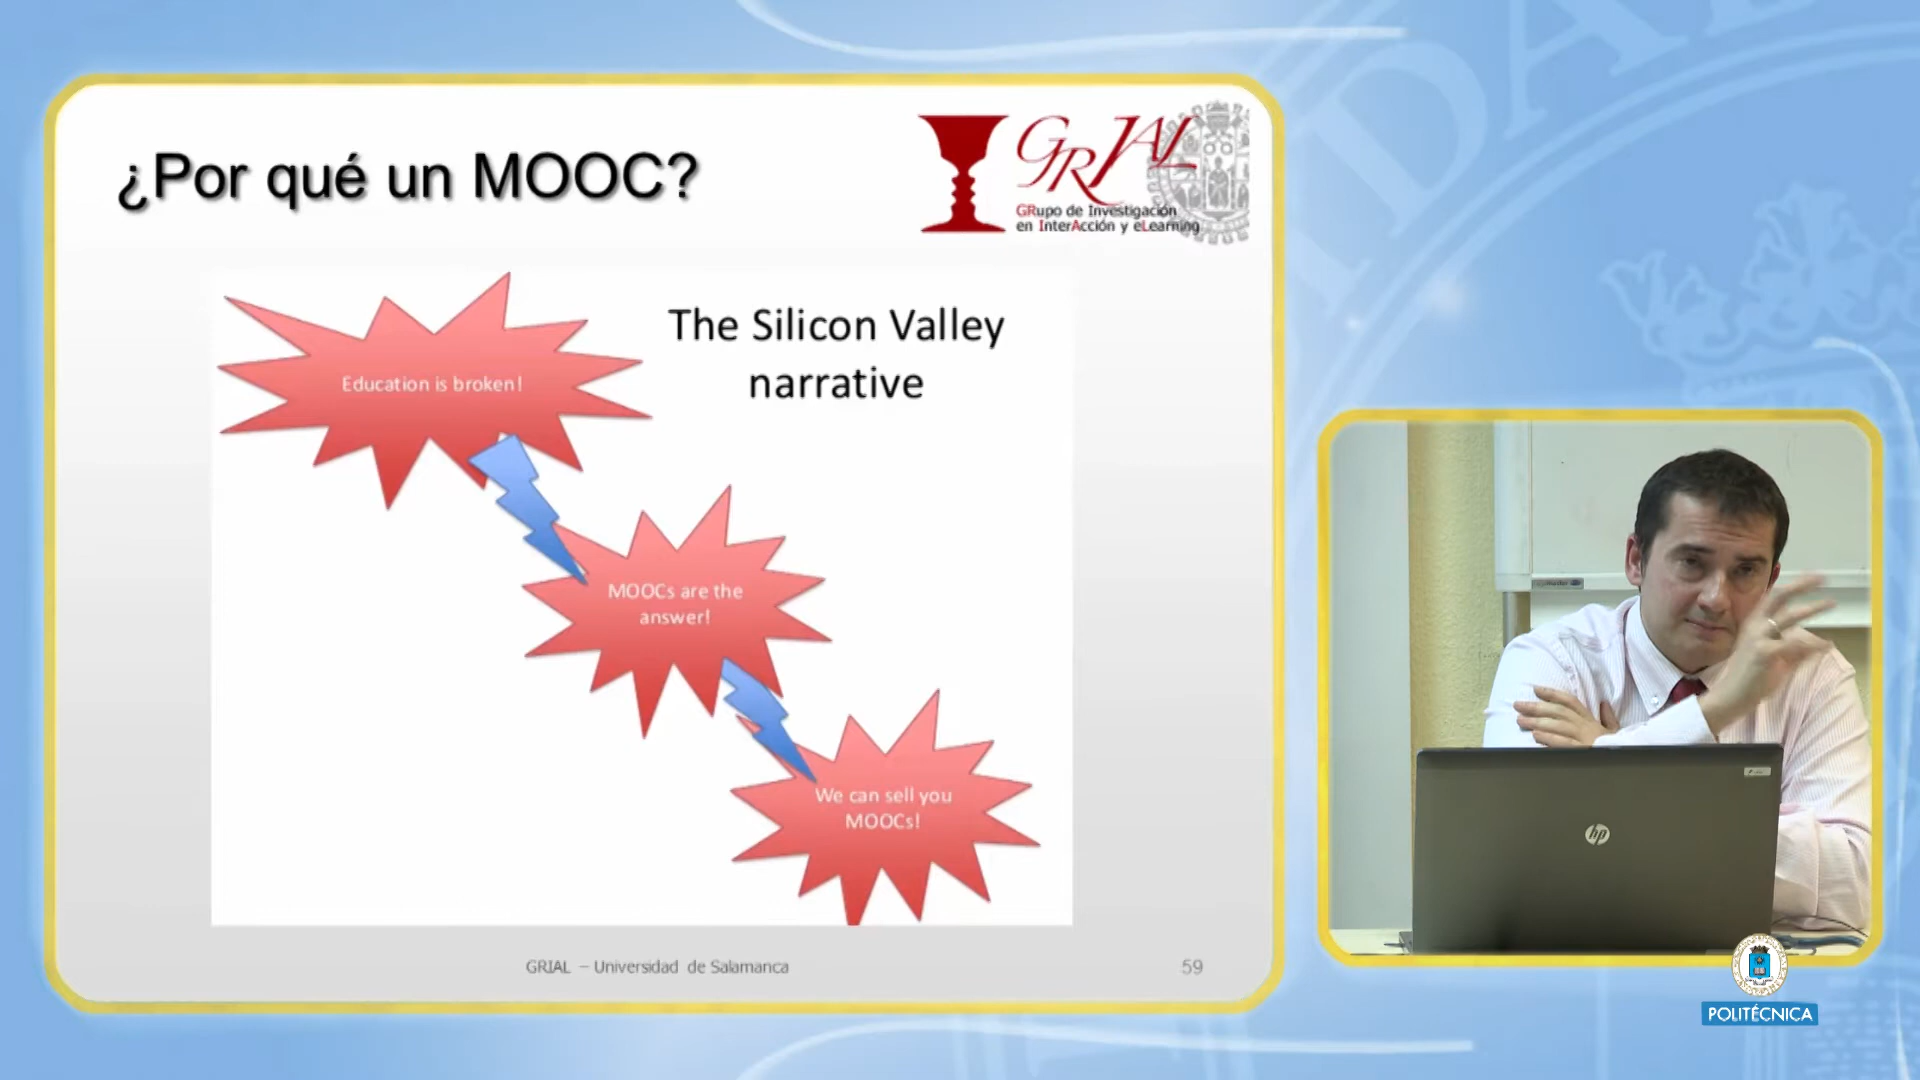 ¿Por qué un MOOC?
GRIAL
GRupo de Investigación
en InterAcción y eLearning
The Silicon Valley
narrative
Education is broken!
MOOCs are the
answer!
We can sell you
MOOCs!
GRIAL – Universidad de Salamanca
59
hp
POLITÉCNICA